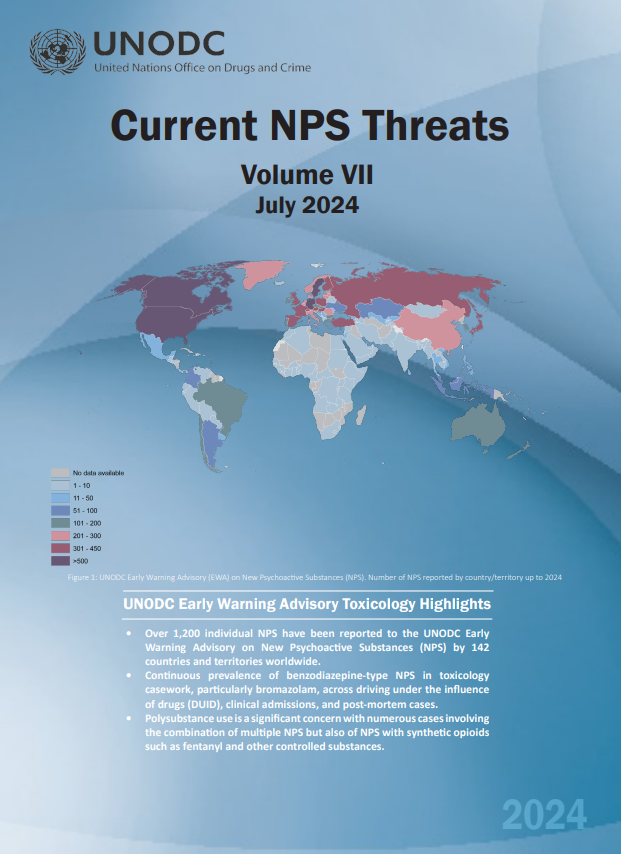 UNODC
United Nations Office on Drugs and Crime
Current NPS Threats
Volume VII
July 2024
No data available
1 - 10
11 - 50
51 - 100
101 - 200
201 - 300
301 - 450
>500
Figure 1: UNODC Early Warning Advisory (EWA) on New Psychoactive Substances (NPS). Number of NPS reported by country/territory up to 2024
UNODC Early Warning Advisory Toxicology Highlights
• Over 1,200 individual NPS have been reported to the UNODC Early
Warning Advisory on New Psychoactive Substances (NPS) by 142
countries and territories worldwide.
• Continuous prevalence of benzodiazepine-type NPS in toxicology
casework, particularly bromazolam, across driving under the influence
of drugs (DUID), clinical admissions, and post-mortem cases.
• Polysubstance use is a significant concern with numerous cases involving
the combination of multiple NPS but also of NPS with synthetic opioids
such as fentanyl and other controlled substances.
2024